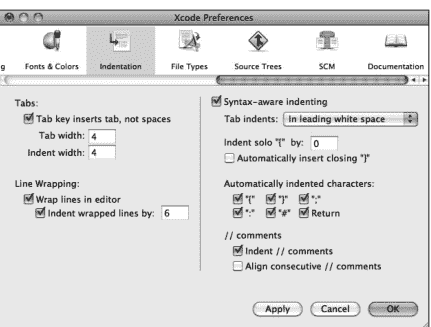 Xcode Preferences
g Fonts & Colors Indentation File Types Source Trees SCM Documentation
Tabs:
Tab key inserts tab, not spaces
Tab width: 4
Indent width: 4
Line Wrapping:
Wrap lines in editor
Indent wrapped lines by: 6
Syntax-aware indenting
Tab indents: In leading white space
Indent solo "{" by: 0
Automatically insert closing "}"
Automatically indented characters:
"{" "}" ";"
":" "#" Return
// comments
Indent // comments
Align consecutive // comments
Apply Cancel OK